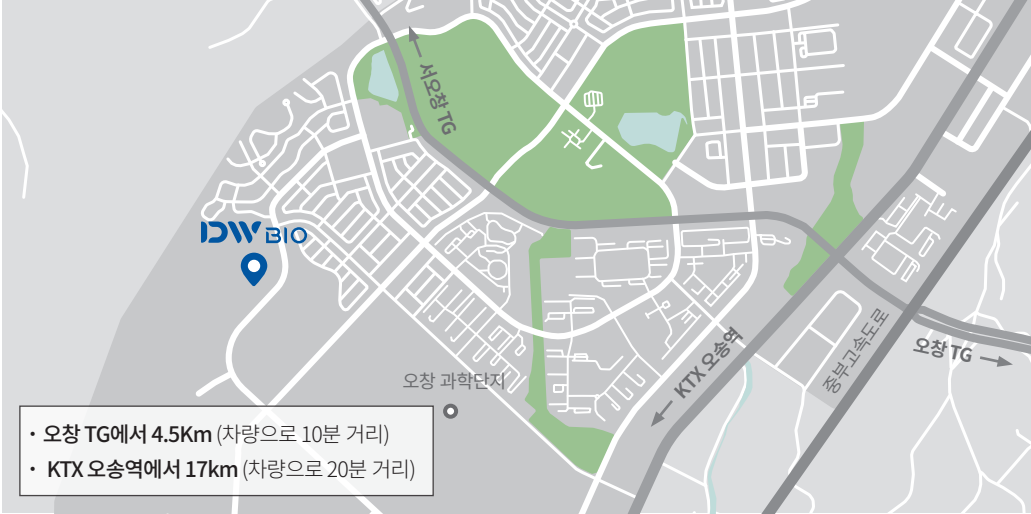 서오창 TG
DW BIO
중부고속도로
KTX 오송역
오창 TG
오창 과학단지
· 오창 TG에서 4.5Km (차량으로 10분 거리)
· KTX 오송역에서 17km (차량으로 20분 거리)